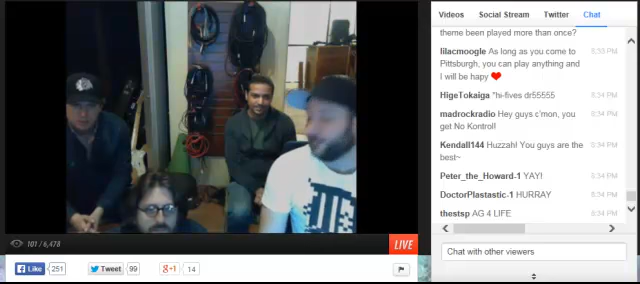 Videos Social Stream Twitter Chat
theme been played more than once?
lilacmoogle As long as you come to 8:33 PM
Pittsburgh, you can play anything and
I will be hapy ❤
HigeTokaiga "hi-fives dr55555 8:34 PM
madrockradio Hey guys c'mon, you 8:34 PM
get No Kontrol!
Kendall144 Huzzah! You guys are the 8:34 PM
best~
Peter_the_Howard-1 YAY! 8:34 PM
DoctorPlastastic-1 HURRAY 8:34 PM
thestsp AG 4 LIFE 8:34 PM
Chat with other viewers
101 / 6,478
LIVE
Like 251 Tweet 99 +1 14